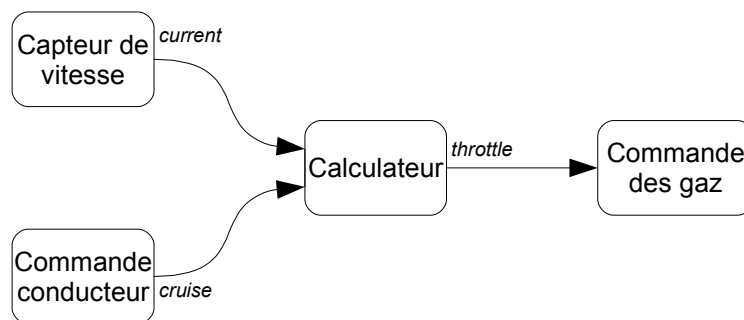 Capteur de
vitesse
current
Calculateur
throttle
Commande
des gaz
Commande
conducteur
cruise